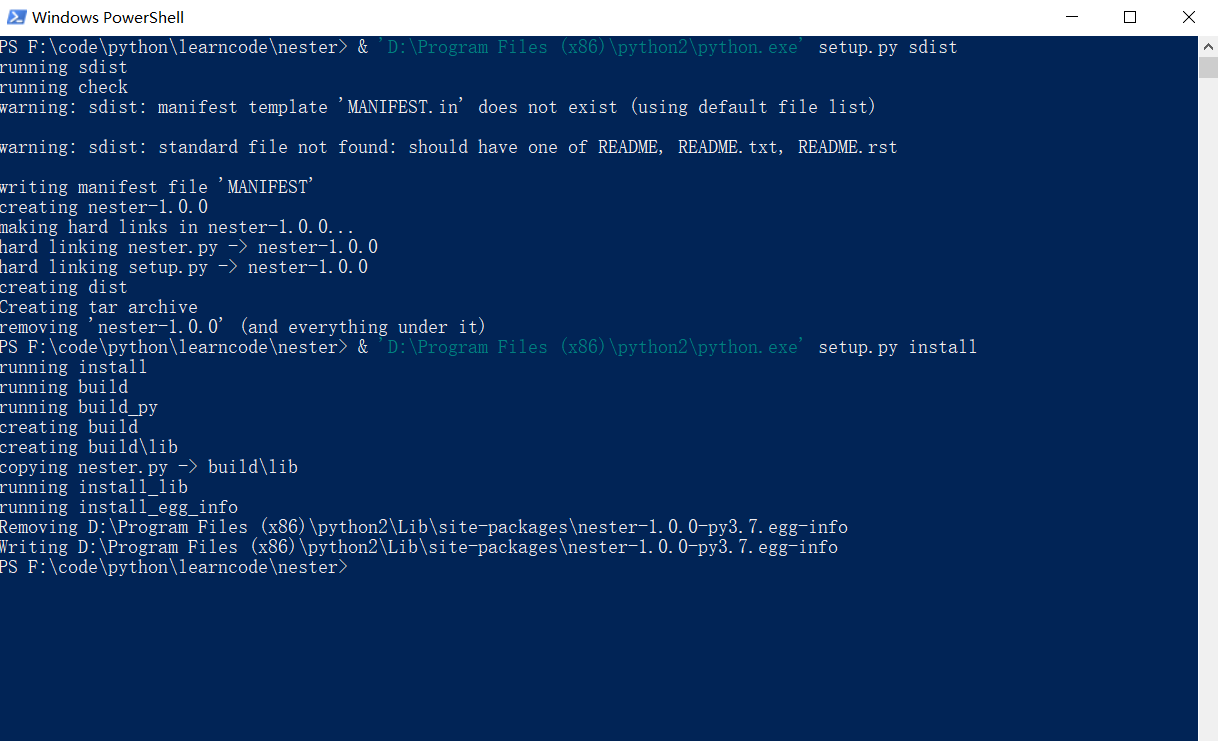 Windows PowerShell
PS F:\code\python\learncode\nester> & 'D:\Program Files (x86)\python2\python.exe' setup.py sdist
running sdist
running check
warning: sdist: manifest template 'MANIFEST.in' does not exist (using default file list)
warning: sdist: standard file not found: should have one of README, README.txt, README.rst
writing manifest file 'MANIFEST'
creating nester-1.0.0
making hard links in nester-1.0.0...
hard linking nester.py -> nester-1.0.0
hard linking setup.py -> nester-1.0.0
creating dist
Creating tar archive
removing 'nester-1.0.0' (and everything under it)
PS F:\code\python\learncode\nester> & 'D:\Program Files (x86)\python2\python.exe' setup.py install
running install
running build
running build_py
creating build
creating build\lib
copying nester.py -> build\lib
running install_lib
running install_egg_info
Removing D:\Program Files (x86)\python2\Lib\site-packages\nester-1.0.0-py3.7.egg-info
Writing D:\Program Files (x86)\python2\Lib\site-packages\nester-1.0.0-py3.7.egg-info
PS F:\code\python\learncode\nester>